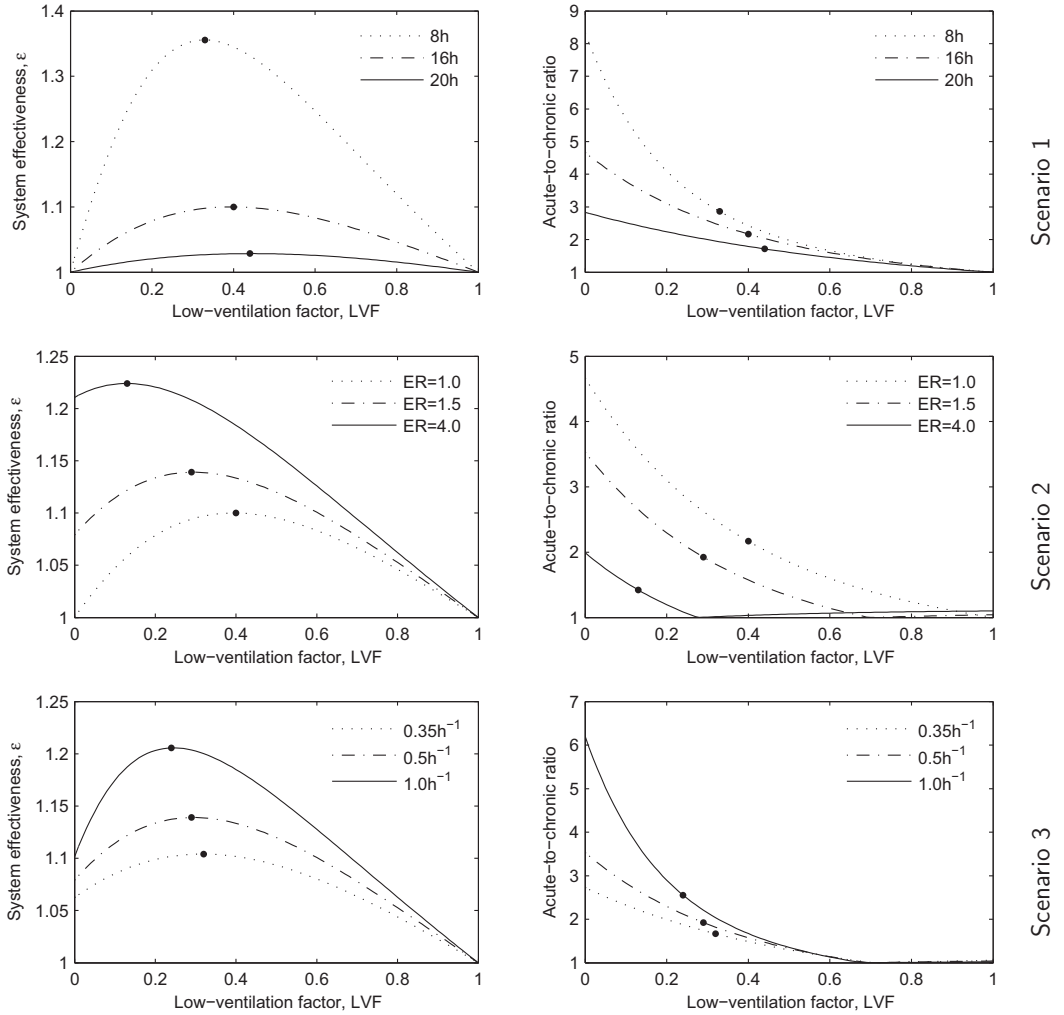 1.4
1.3
1.2
1.1
1
System effectiveness, ε
8h
16h
20h
0 0.2 0.4 0.6 0.8 1
Low−ventilation factor, LVF
9
8
7
6
5
4
3
2
1
Acute−to−chronic ratio
8h
16h
20h
0 0.2 0.4 0.6 0.8 1
Low−ventilation factor, LVF
Scenario 1
1.25
1.2
1.15
1.1
1.05
1
System effectiveness, ε
ER=1.0
ER=1.5
ER=4.0
0 0.2 0.4 0.6 0.8 1
Low−ventilation factor, LVF
5
4
3
2
1
Acute−to−chronic ratio
ER=1.0
ER=1.5
ER=4.0
0 0.2 0.4 0.6 0.8 1
Low−ventilation factor, LVF
Scenario 2
1.25
1.2
1.15
1.1
1.05
1
System effectiveness, ε
0.35h⁻¹
0.5h⁻¹
1.0h⁻¹
0 0.2 0.4 0.6 0.8 1
Low−ventilation factor, LVF
7
6
5
4
3
2
1
Acute−to−chronic ratio
0.35h⁻¹
0.5h⁻¹
1.0h⁻¹
0 0.2 0.4 0.6 0.8 1
Low−ventilation factor, LVF
Scenario 3